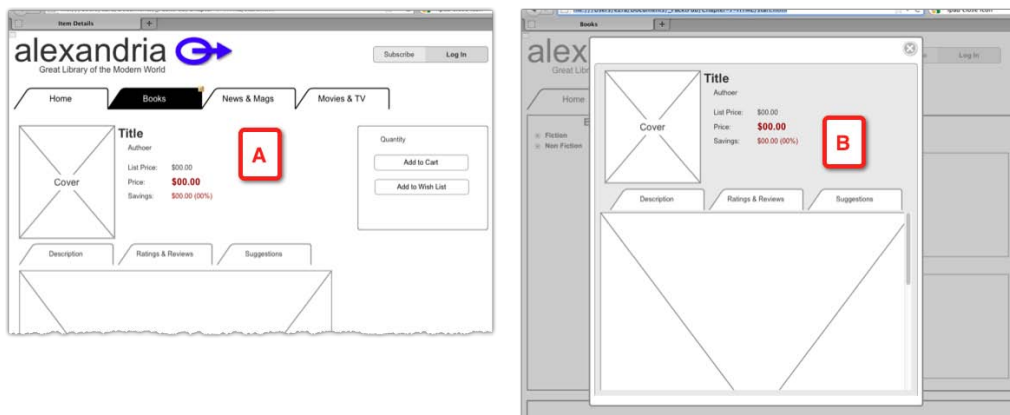 Item Details
+
alexandria
Great Library of the Modern World
Subscribe Log In
Home Books News & Mags Movies & TV
Title
Authoer
List Price: $00.00
Price: $00.00
Savings: $00.00 (00%)
Cover
A
Quantity
Add to Cart
Add to Wish List
Description Ratings & Reviews Suggestions
Books
+
alex
Great Libr
Log In
Home
Fiction
Non Fiction
Title
Authoer
List Price: $00.00
Price: $00.00
Savings: $00.00 (00%)
Cover
B
Description Ratings & Reviews Suggestions